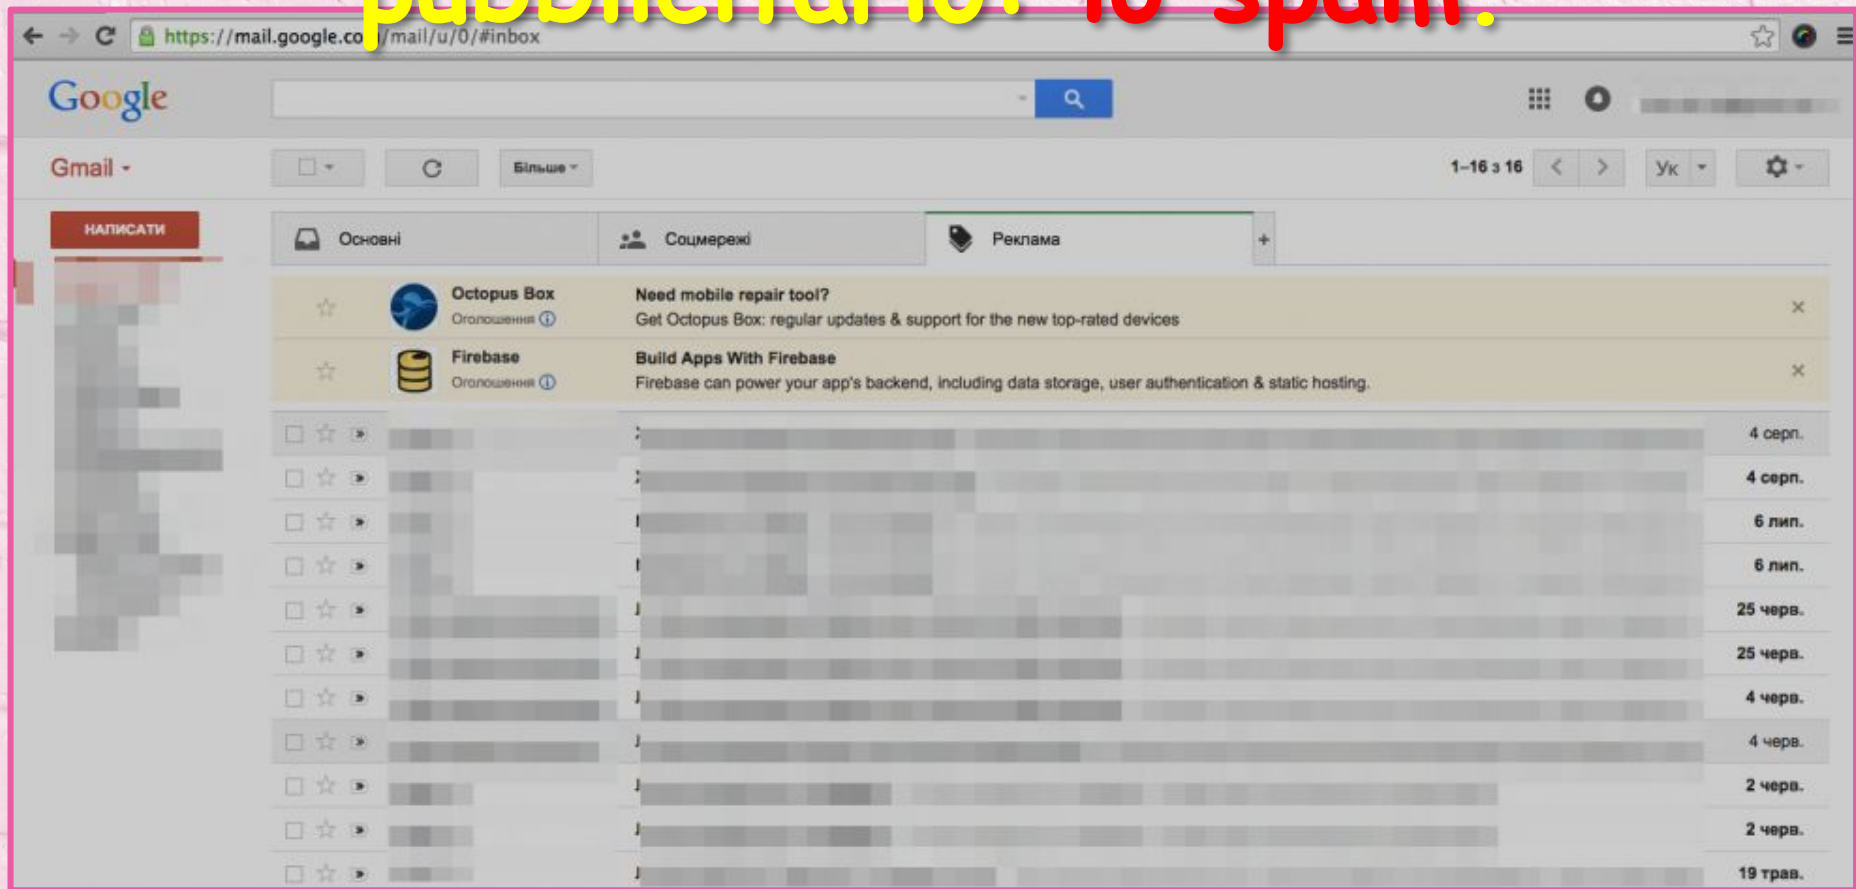 pubblicitario: lo spam.
https://mail.google.com/mail/u/0/#inbox
Google
Gmail
Більше
1–16 з 16
Ук
НАПИСАТИ
Основні
Соцмережі
Реклама
+
Octopus Box
Need mobile repair tool?
Оголошення
Get Octopus Box: regular updates & support for the new top-rated devices
Firebase
Build Apps With Firebase
Оголошення
Firebase can power your app's backend, including data storage, user authentication & static hosting.
4 серп.
4 серп.
6 лип.
6 лип.
25 черв.
25 черв.
4 черв.
4 черв.
2 черв.
2 черв.
19 трав.